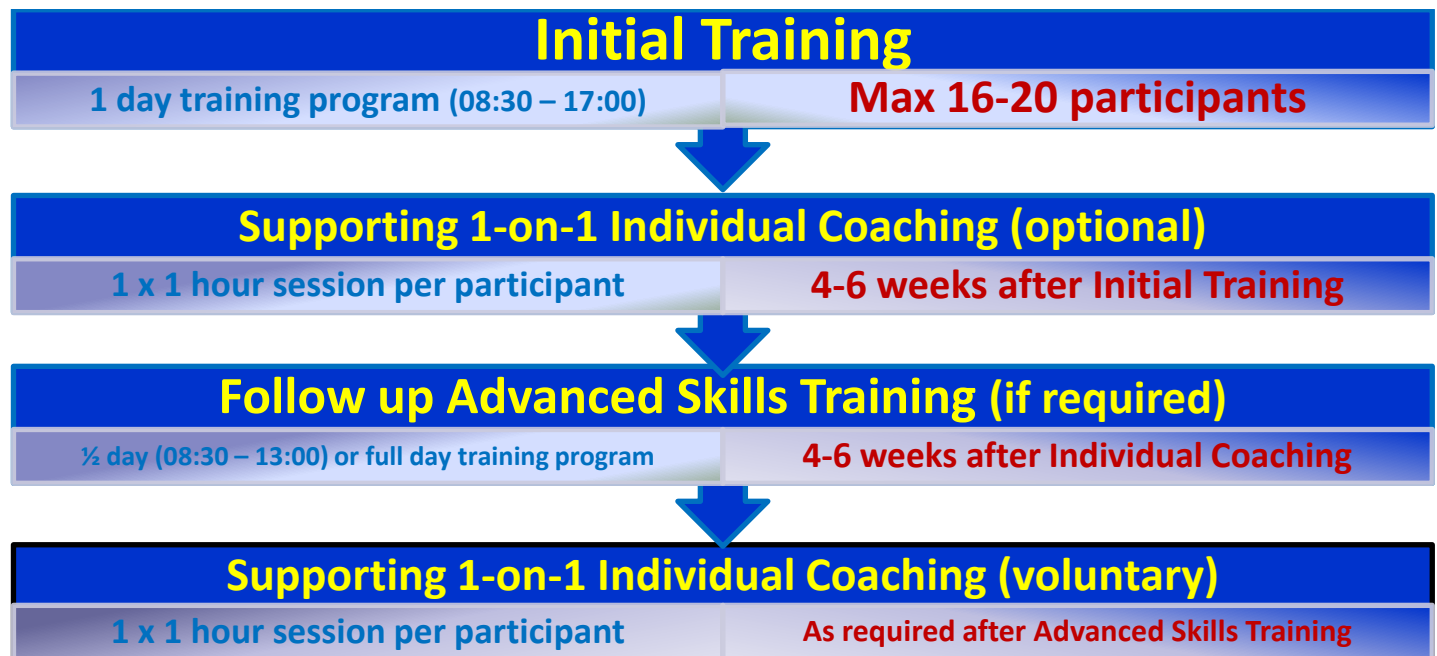 Initial Training
1 day training program (08:30 – 17:00)
Max 16-20 participants
Supporting 1-on-1 Individual Coaching (optional)
1 x 1 hour session per participant
4-6 weeks after Initial Training
Follow up Advanced Skills Training (if required)
½ day (08:30 – 13:00) or full day training program
4-6 weeks after Individual Coaching
Supporting 1-on-1 Individual Coaching (voluntary)
1 x 1 hour session per participant
As required after Advanced Skills Training